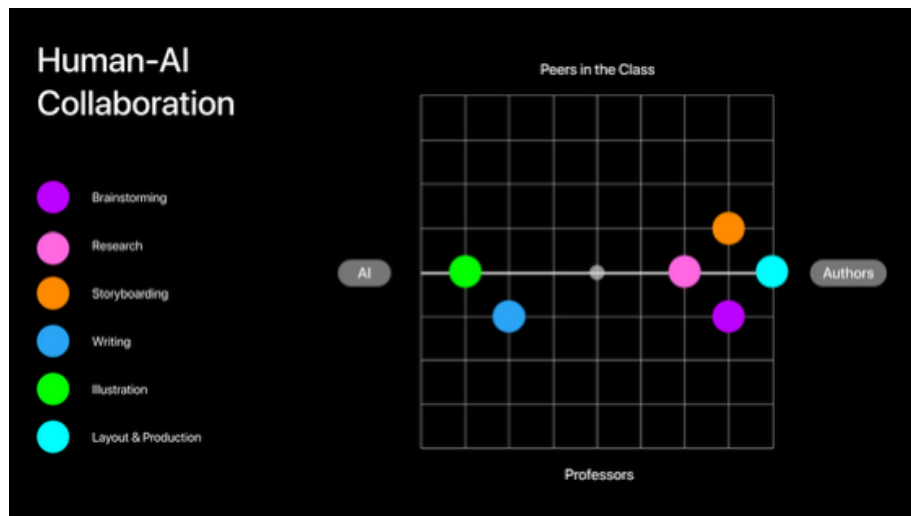 Human-AI
Collaboration
Brainstorming
Research
Storyboarding
Writing
Illustration
Layout & Production
Peers in the Class
AI
Authors
Professors